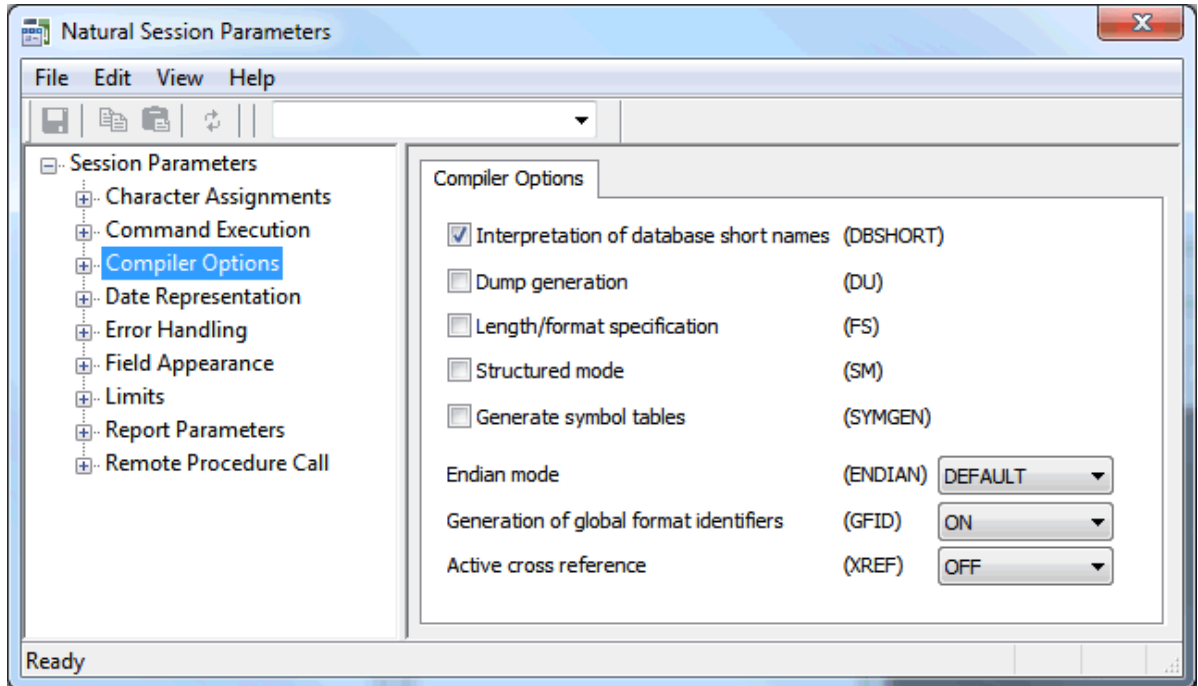 Natural Session Parameters
File Edit View Help
Session Parameters
Character Assignments
Command Execution
Compiler Options
Date Representation
Error Handling
Field Appearance
Limits
Report Parameters
Remote Procedure Call
Compiler Options
Interpretation of database short names (DBSHORT)
Dump generation (DU)
Length/format specification (FS)
Structured mode (SM)
Generate symbol tables (SYMGEN)
Endian mode (ENDIAN) DEFAULT
Generation of global format identifiers (GFID) ON
Active cross reference (XREF) OFF
Ready